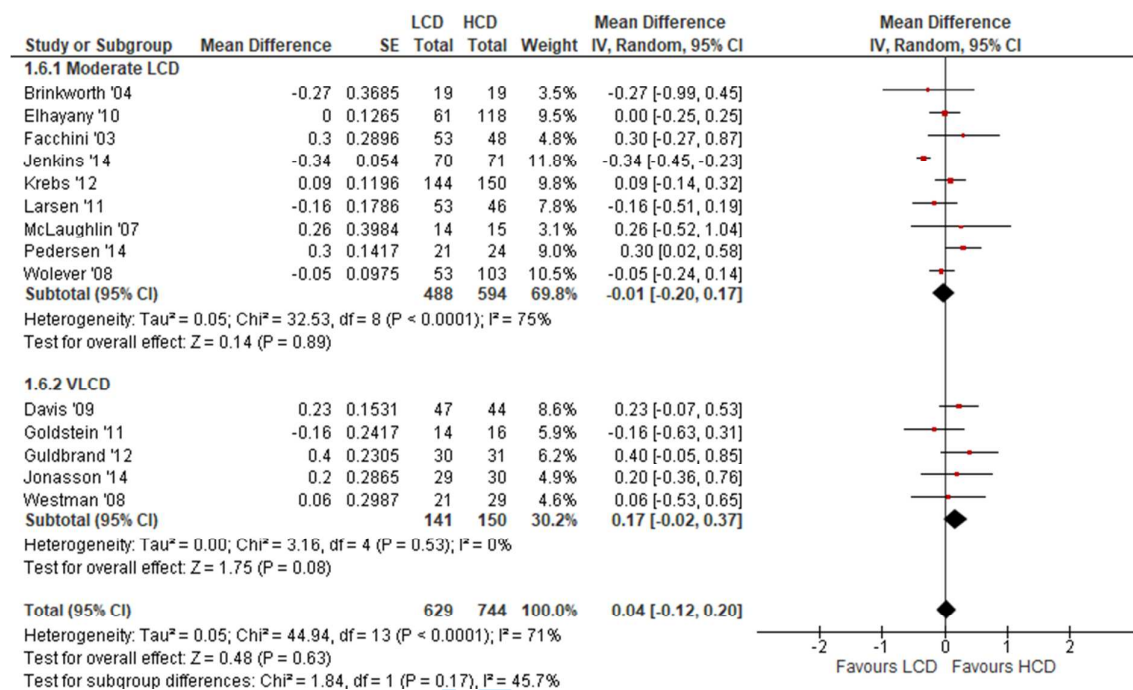 LCD HCD Mean Difference Mean Difference
Study or Subgroup Mean Difference SE Total Total Weight IV, Random, 95% CI IV, Random, 95% CI
1.6.1 Moderate LCD
Brinkworth '04 -0.27 0.3685 19 19 3.5% -0.27 [-0.99, 0.45]
Elhayany '10 0 0.1265 61 118 9.5% 0.00 [-0.25, 0.25]
Facchini '03 0.3 0.2896 53 48 4.8% 0.30 [-0.27, 0.87]
Jenkins '14 -0.34 0.054 70 71 11.8% -0.34 [-0.45, -0.23]
Krebs '12 0.09 0.1196 144 150 9.8% 0.09 [-0.14, 0.32]
Larsen '11 -0.16 0.1786 53 46 7.8% -0.16 [-0.51, 0.19]
McLaughlin '07 0.26 0.3984 14 15 3.1% 0.26 [-0.52, 1.04]
Pedersen '14 0.3 0.1417 21 24 9.0% 0.30 [0.02, 0.58]
Wolever '08 -0.05 0.0975 53 103 10.5% -0.05 [-0.24, 0.14]
Subtotal (95% CI) 488 594 69.8% -0.01 [-0.20, 0.17]
Heterogeneity: Tau² = 0.05; Chi² = 32.53, df = 8 (P < 0.0001); I² = 75%
Test for overall effect: Z = 0.14 (P = 0.89)
1.6.2 VLCD
Davis '09 0.23 0.1531 47 44 8.6% 0.23 [-0.07, 0.53]
Goldstein '11 -0.16 0.2417 14 16 5.9% -0.16 [-0.63, 0.31]
Guldbrand '12 0.4 0.2305 30 31 6.2% 0.40 [-0.05, 0.85]
Jonasson '14 0.2 0.2865 29 30 4.9% 0.20 [-0.36, 0.76]
Westman '08 0.06 0.2987 21 29 4.6% 0.06 [-0.53, 0.65]
Subtotal (95% CI) 141 150 30.2% 0.17 [-0.02, 0.37]
Heterogeneity: Tau² = 0.00; Chi² = 3.16, df = 4 (P = 0.53); I² = 0%
Test for overall effect: Z = 1.75 (P = 0.08)
Total (95% CI) 629 744 100.0% 0.04 [-0.12, 0.20]
Heterogeneity: Tau² = 0.05; Chi² = 44.94, df = 13 (P < 0.0001); I² = 71%
Test for overall effect: Z = 0.48 (P = 0.63)
Test for subgroup differences: Chi² = 1.84, df = 1 (P = 0.17), I² = 45.7%
-2 -1 0 1 2
Favours LCD Favours HCD